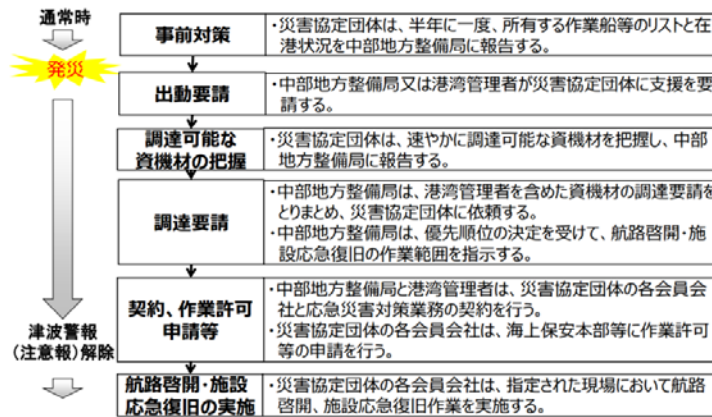 通常時
発災
津波警報
(注意報)解除
事前対策
・災害協定団体は、半年に一度、所有する作業船等のリストと在
港状況を中部地方整備局に報告する。
出動要請
・中部地方整備局又は港湾管理者が災害協定団体に支援を要
請する。
調達可能な
資機材の把握
・災害協定団体は、速やかに調達可能な資機材を把握し、中部
地方整備局に報告する。
調達要請
・中部地方整備局は、港湾管理者を含めた資機材の調達要請を
とりまとめ、災害協定団体に依頼する。
・中部地方整備局は、優先順位の決定を受けて、航路啓開・施
設応急復旧の作業範囲を指示する。
契約、作業許可
申請等
・中部地方整備局と港湾管理者は、災害協定団体の各会員会
社と応急災害対策業務の契約を行う。
・災害協定団体の各会員会社は、海上保安本部等に作業許可
等の申請を行う。
航路啓開・施設
応急復旧の実施
・災害協定団体の各会員会社は、指定された現場において航路
啓開、施設応急復旧作業を実施する。